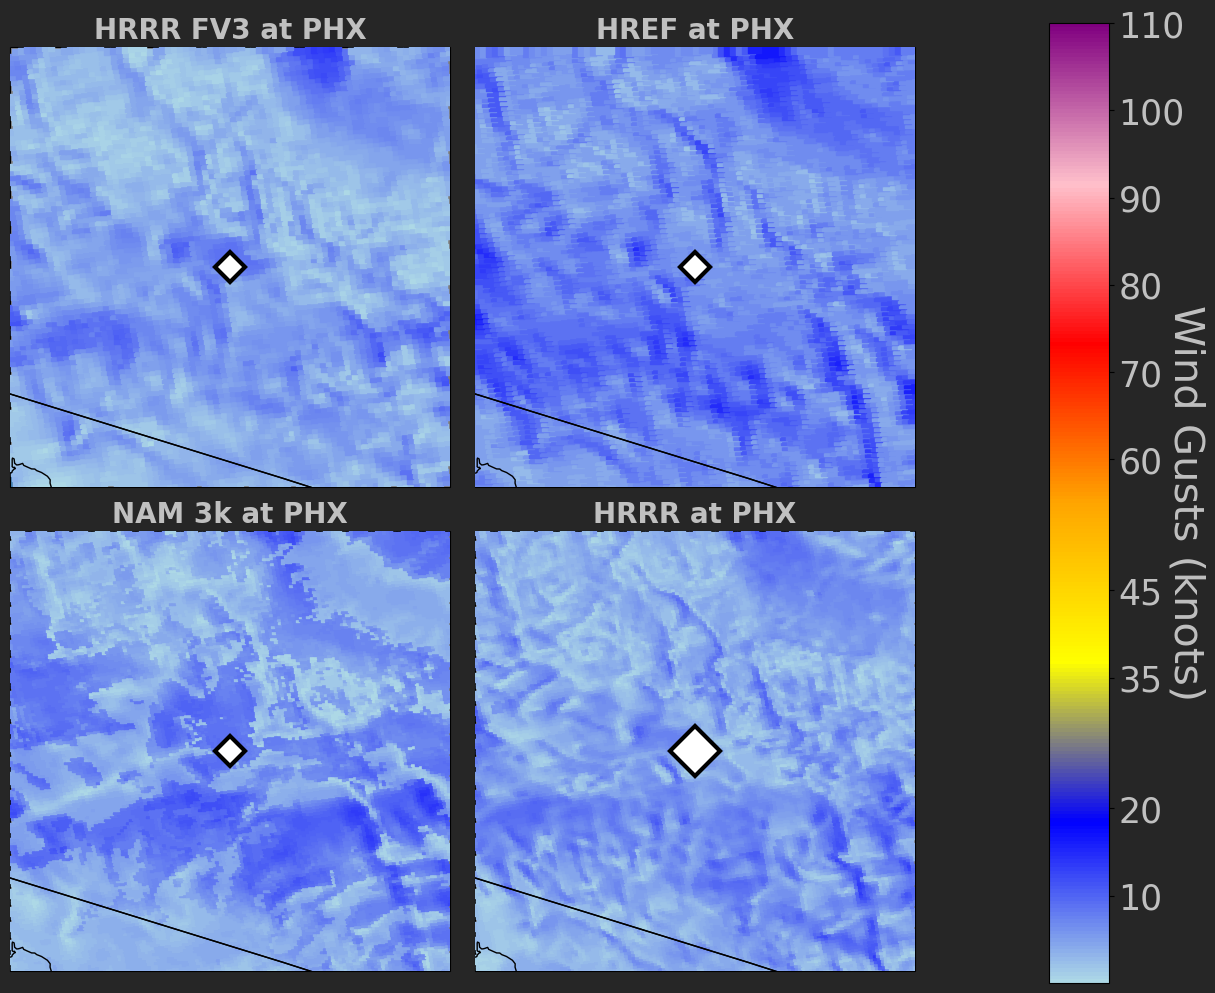 HRRR FV3 at PHX
HREF at PHX
NAM 3k at PHX
HRRR at PHX
110
100
90
80
70
60
45
35
20
10
Wind Gusts (knots)